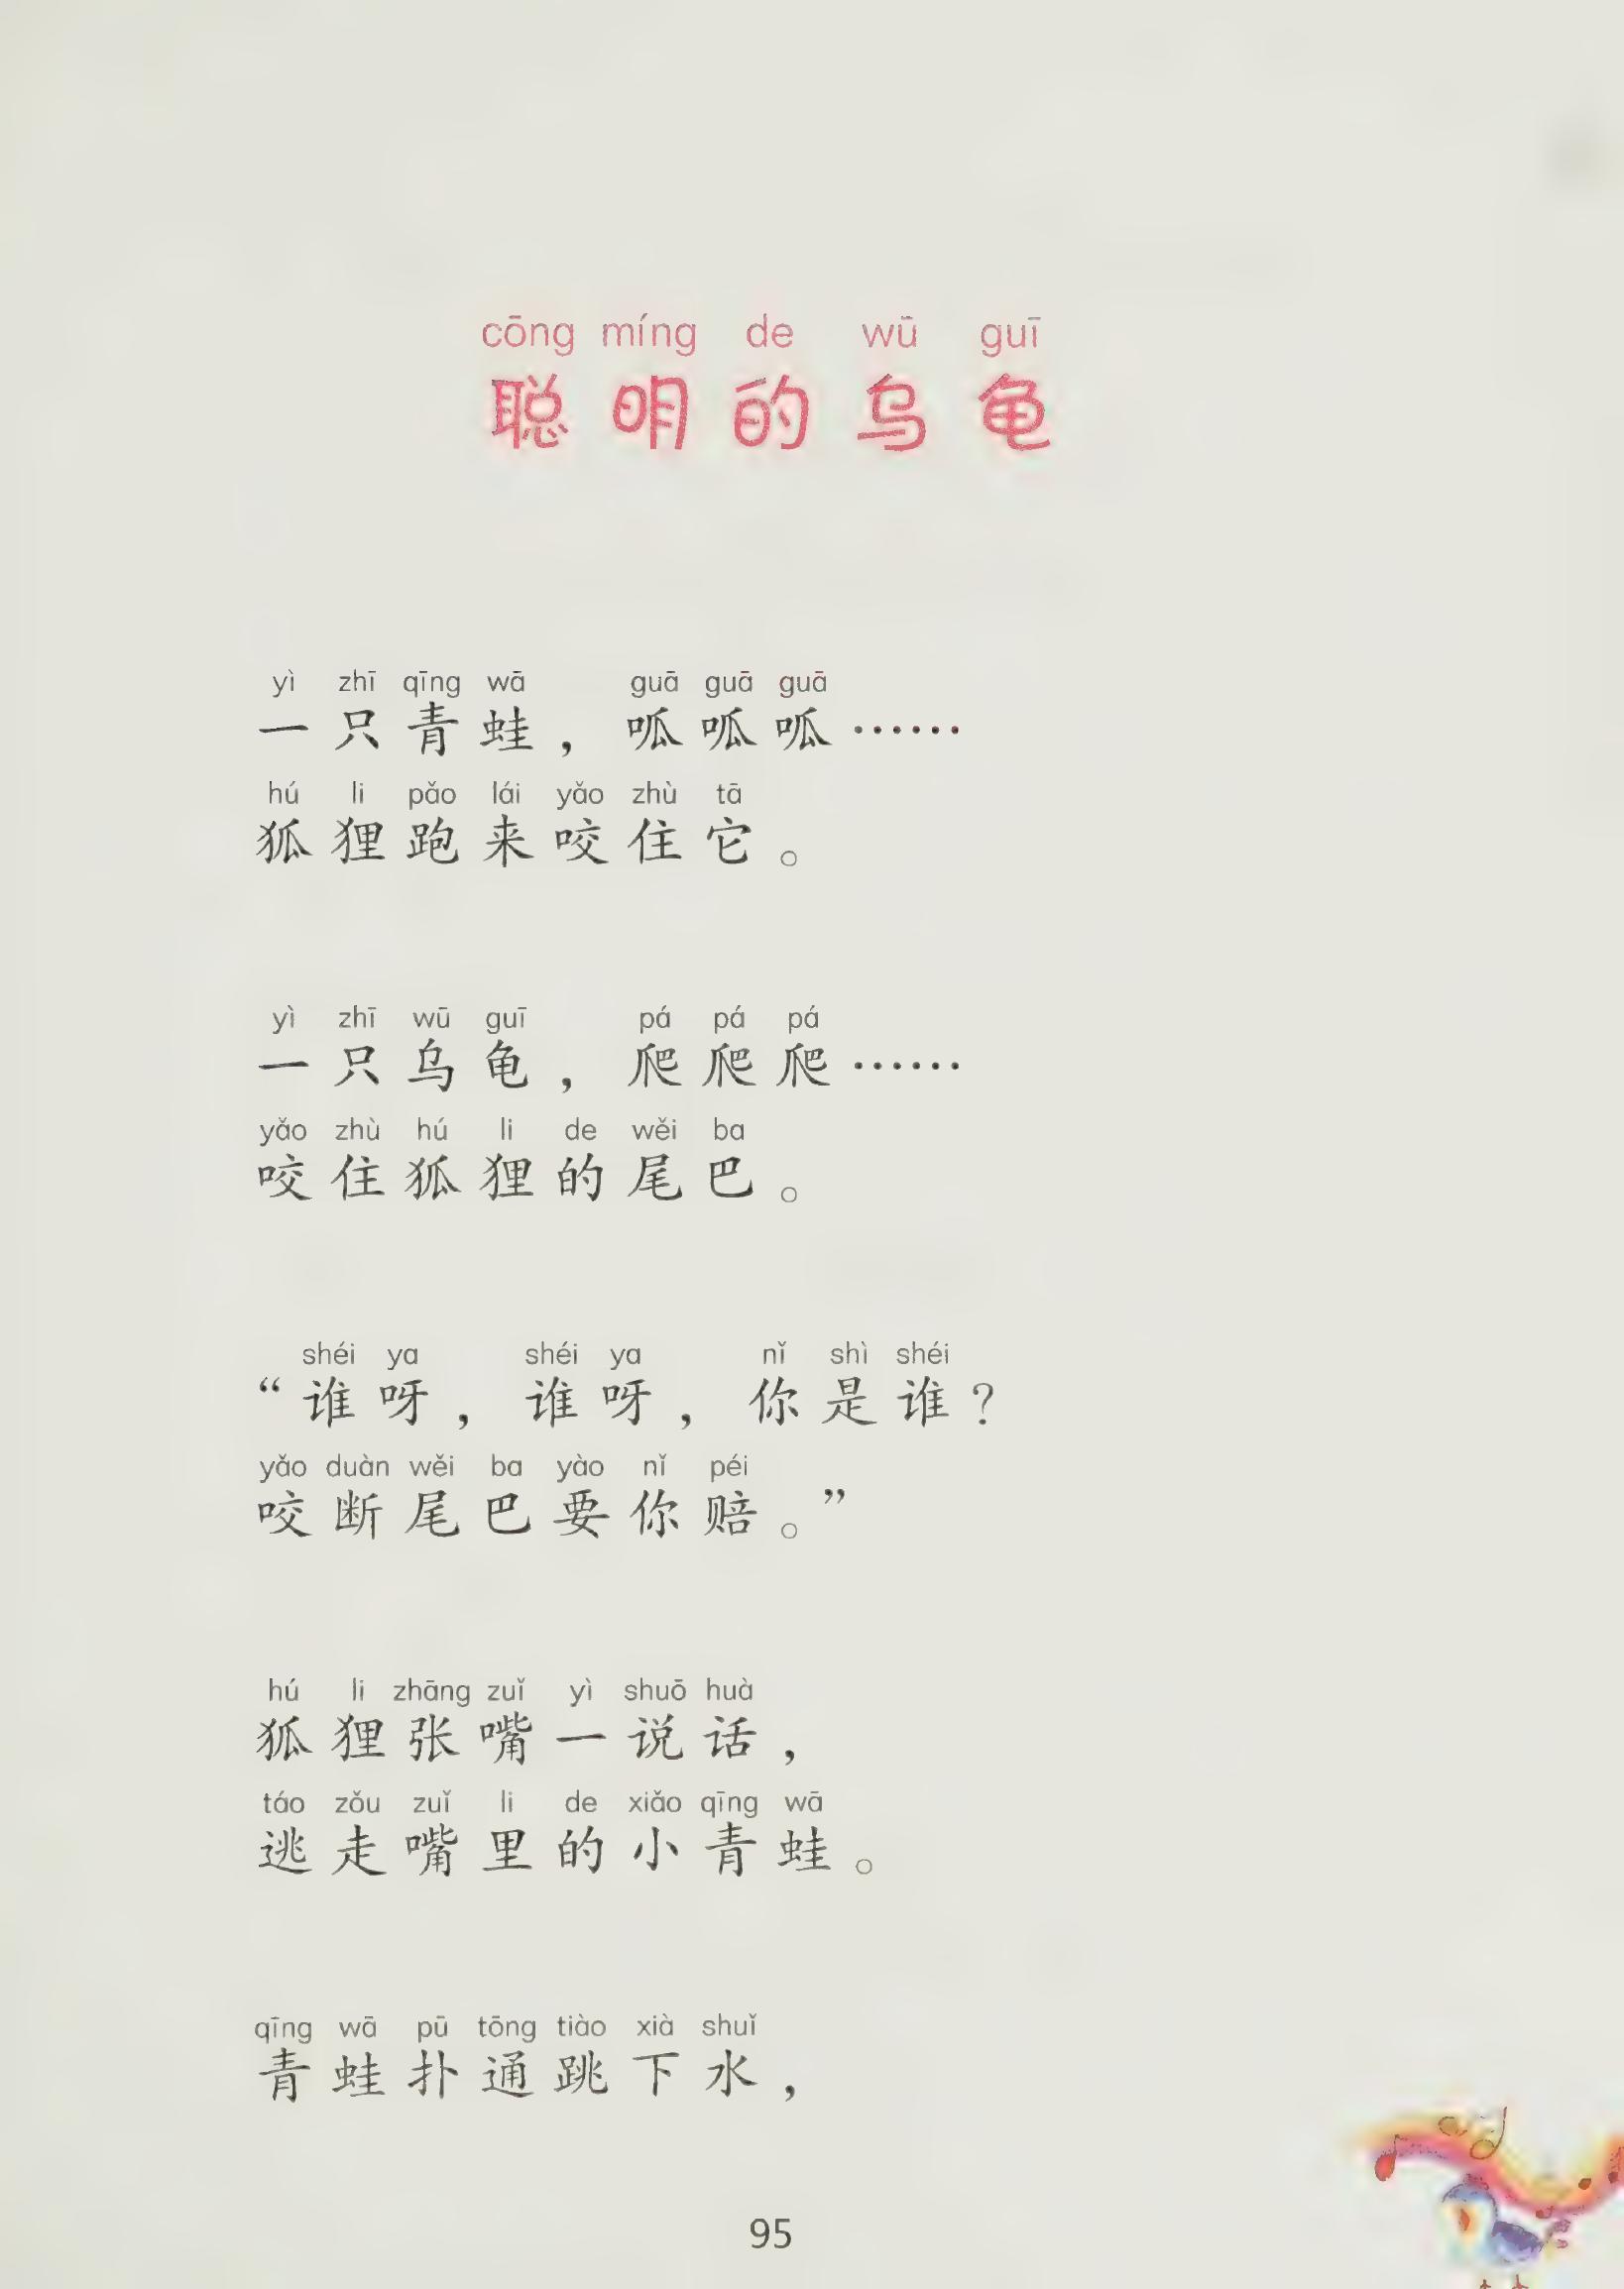 cōng míng de wū guī
聪明的乌龟
yì zhī qīng wā guā guā guā
一只青蛙，呱呱呱……
hú li pǎo lái yǎo zhù tā
狐狸跑来咬住它。
yì zhī wū guī pá pá pá
一只乌龟，爬爬爬……
yǎo zhù hú li de wěi ba
咬住狐狸的尾巴。
shéi ya shéi ya nǐ shì shéi
“谁呀，谁呀，你是谁？
yǎo duàn wěi ba yào nǐ péi
咬断尾巴要你赔。”
hú li zhāng zuǐ yì shuō huà
狐狸张嘴一说话，
táo zǒu zuǐ li de xiǎo qīng wā
逃走嘴里的小青蛙。
qīng wā pū tōng tiào xià shuǐ
青蛙扑通跳下水，
95